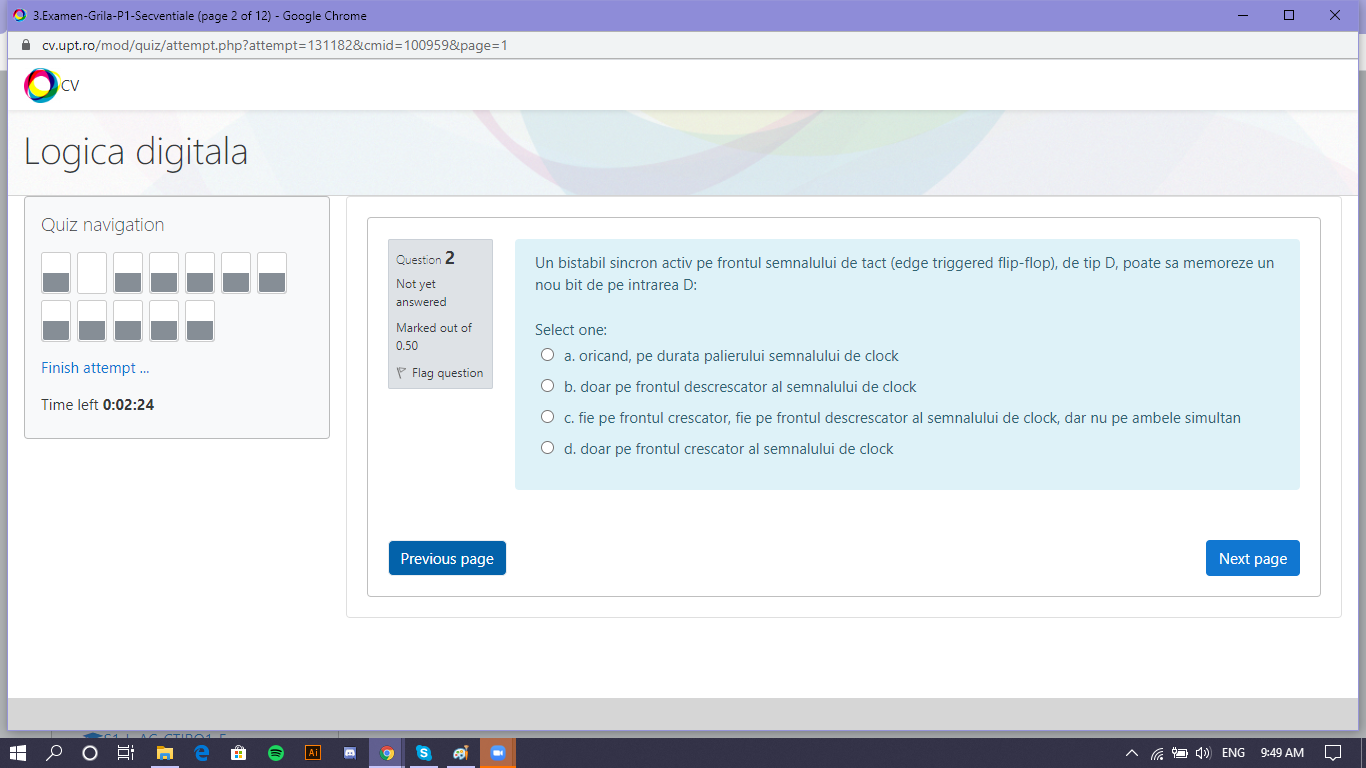 3.Examen-Grila-P1-Secventiale (page 2 of 12) - Google Chrome
cv.upt.ro/mod/quiz/attempt.php?attempt=131182&cmid=100959&page=1
CV
Logica digitala
Quiz navigation
Finish attempt ...
Time left 0:02:24
Question 2
Not yet
answered
Marked out of
0.50
Flag question
Un bistabil sincron activ pe frontul semnalului de tact (edge triggered flip-flop), de tip D, poate sa memoreze un
nou bit de pe intrarea D:
Select one:
a. oricand, pe durata palierului semnalului de clock
b. doar pe frontul descrescator al semnalului de clock
c. fie pe frontul crescator, fie pe frontul descrescator al semnalului de clock, dar nu pe ambele simultan
d. doar pe frontul crescator al semnalului de clock
Previous page
Next page
Ai
ENG
9:49 AM